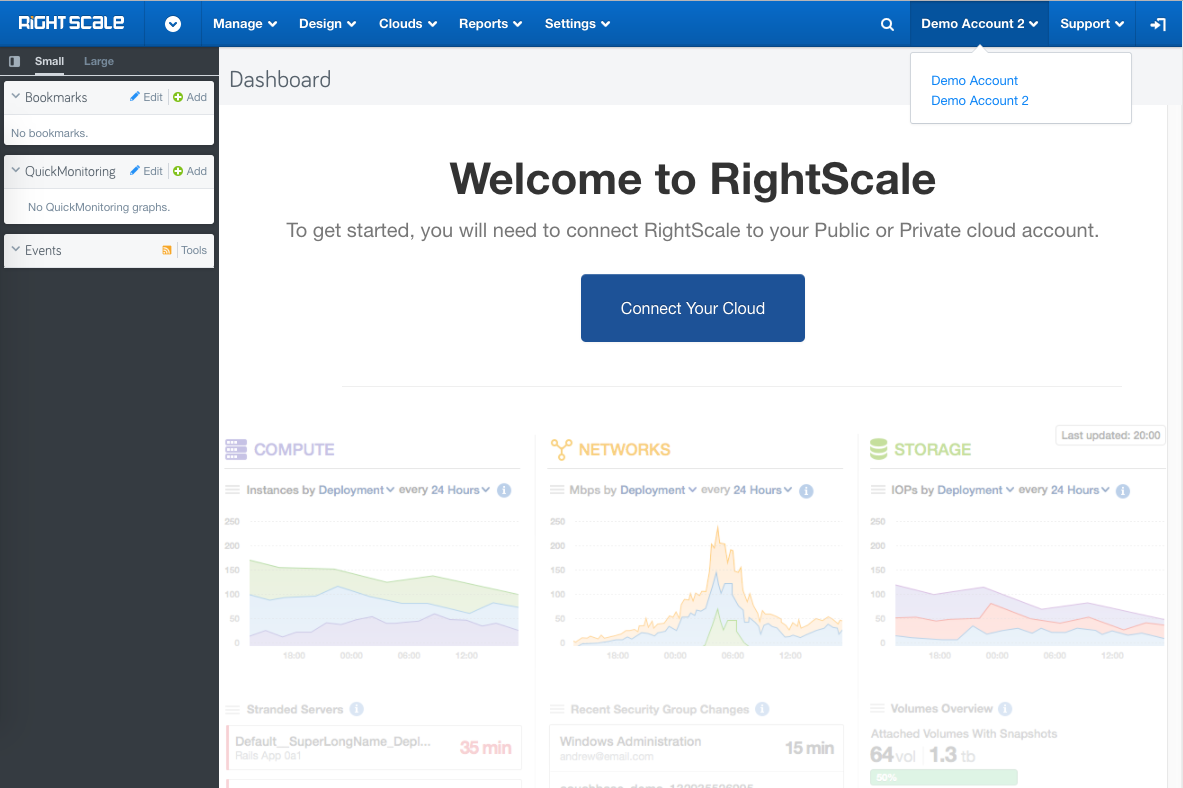 RIGHTSCALE
Manage Design Clouds Reports Settings Demo Account 2 Support
Demo Account
Demo Account 2
Small Large
Bookmarks Edit Add
No bookmarks.
QuickMonitoring Edit Add
No QuickMonitoring graphs.
Events Tools
Dashboard
Welcome to RightScale
To get started, you will need to connect RightScale to your Public or Private cloud account.
Connect Your Cloud
Last updated: 20:00
COMPUTE
Instances by Deployment every 24 Hours
250
200
150
100
50
0
18:00 00:00 06:00 12:00
Stranded Servers
Default__SuperLongName_Depl... 35 min
Rails App 0a1
NETWORKS
Mbps by Deployment every 24 Hours
250
200
150
100
50
0
18:00 00:00 06:00 12:00
Recent Security Group Changes
Windows Administration 15 min
andrew@email.com
STORAGE
IOPs by Deployment every 24 Hours
250
200
150
100
50
0
18:00 00:00 06:00 12:00
Volumes Overview
Attached Volumes With Snapshots
64 vol 1.3 tb
50%